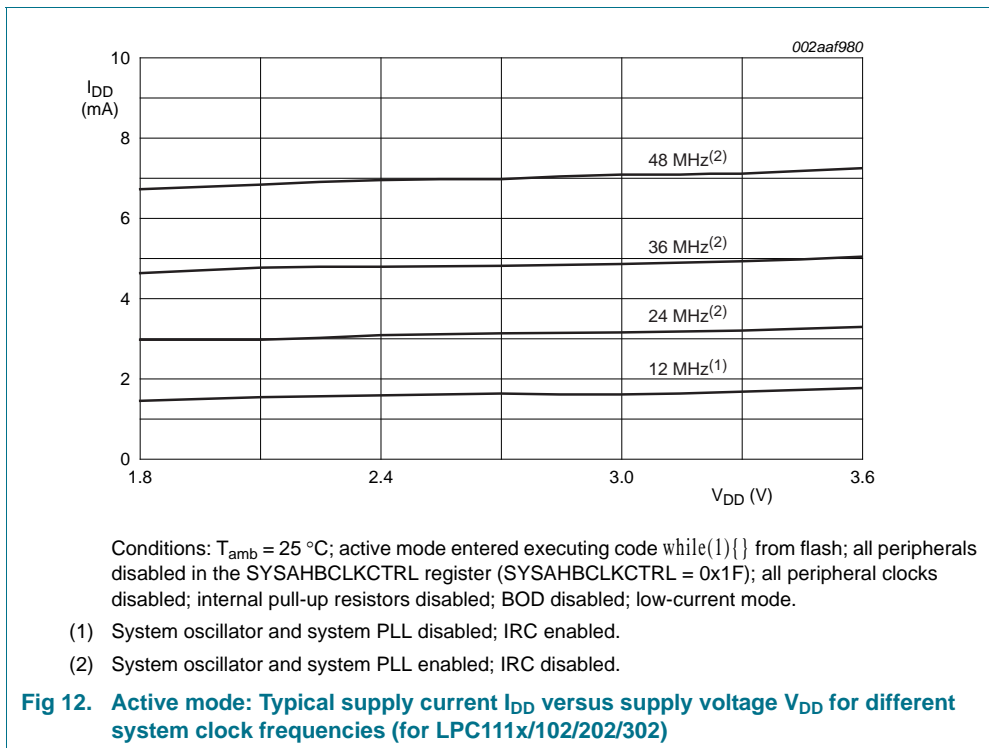 002aaf980
10
I_DD
(mA)
8
48 MHz(2)
6
36 MHz(2)
4
24 MHz(2)
12 MHz(1)
2
0
1.8 2.4 3.0 3.6
V_DD (V)
Conditions: T_amb = 25 °C; active mode entered executing code while(1){} from flash; all peripherals
disabled in the SYSAHBCLKCTRL register (SYSAHBCLKCTRL = 0x1F); all peripheral clocks
disabled; internal pull-up resistors disabled; BOD disabled; low-current mode.
(1) System oscillator and system PLL disabled; IRC enabled.
(2) System oscillator and system PLL enabled; IRC disabled.
Fig 12. Active mode: Typical supply current I_DD versus supply voltage V_DD for different
system clock frequencies (for LPC111x/102/202/302)